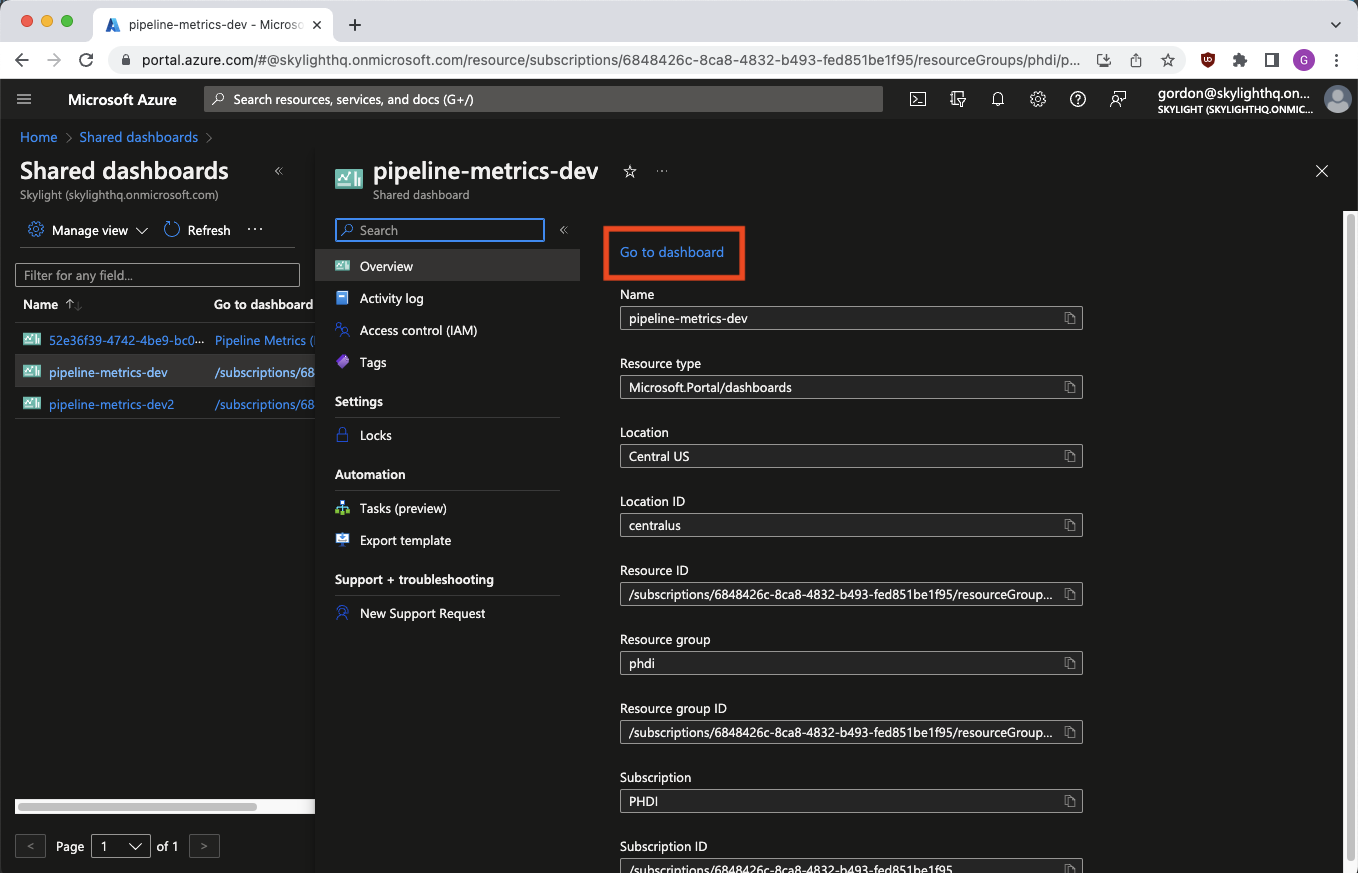 pipeline-metrics-dev - Microso
portal.azure.com/#@skylighthq.onmicrosoft.com/resource/subscriptions/6848426c-8ca8-4832-b493-fed851be1f95/resourceGroups/phdi/p...
G
Microsoft Azure
Search resources, services, and docs (G+/)
gordon@skylighthq.on...
SKYLIGHT (SKYLIGHTHQ.ONMIC...
Home > Shared dashboards >
Shared dashboards
Skylight (skylighthq.onmicrosoft.com)
Manage view
Refresh
...
Filter for any field...
Name
Go to dashboard
52e36f39-4742-4be9-bc0...
Pipeline Metrics (
pipeline-metrics-dev
/subscriptions/68
pipeline-metrics-dev2
/subscriptions/68
< Page 1 of 1 >
pipeline-metrics-dev
...
Shared dashboard
Search
Overview
Activity log
Access control (IAM)
Tags
Settings
Locks
Automation
Tasks (preview)
Export template
Support + troubleshooting
New Support Request
Go to dashboard
Name
pipeline-metrics-dev
Resource type
Microsoft.Portal/dashboards
Location
Central US
Location ID
centralus
Resource ID
/subscriptions/6848426c-8ca8-4832-b493-fed851be1f95/resourceGroup...
Resource group
phdi
Resource group ID
/subscriptions/6848426c-8ca8-4832-b493-fed851be1f95/resourceGroup...
Subscription
PHDI
Subscription ID
/subscriptions/6848426c-8ca8-4832-b493-fed851be1f95